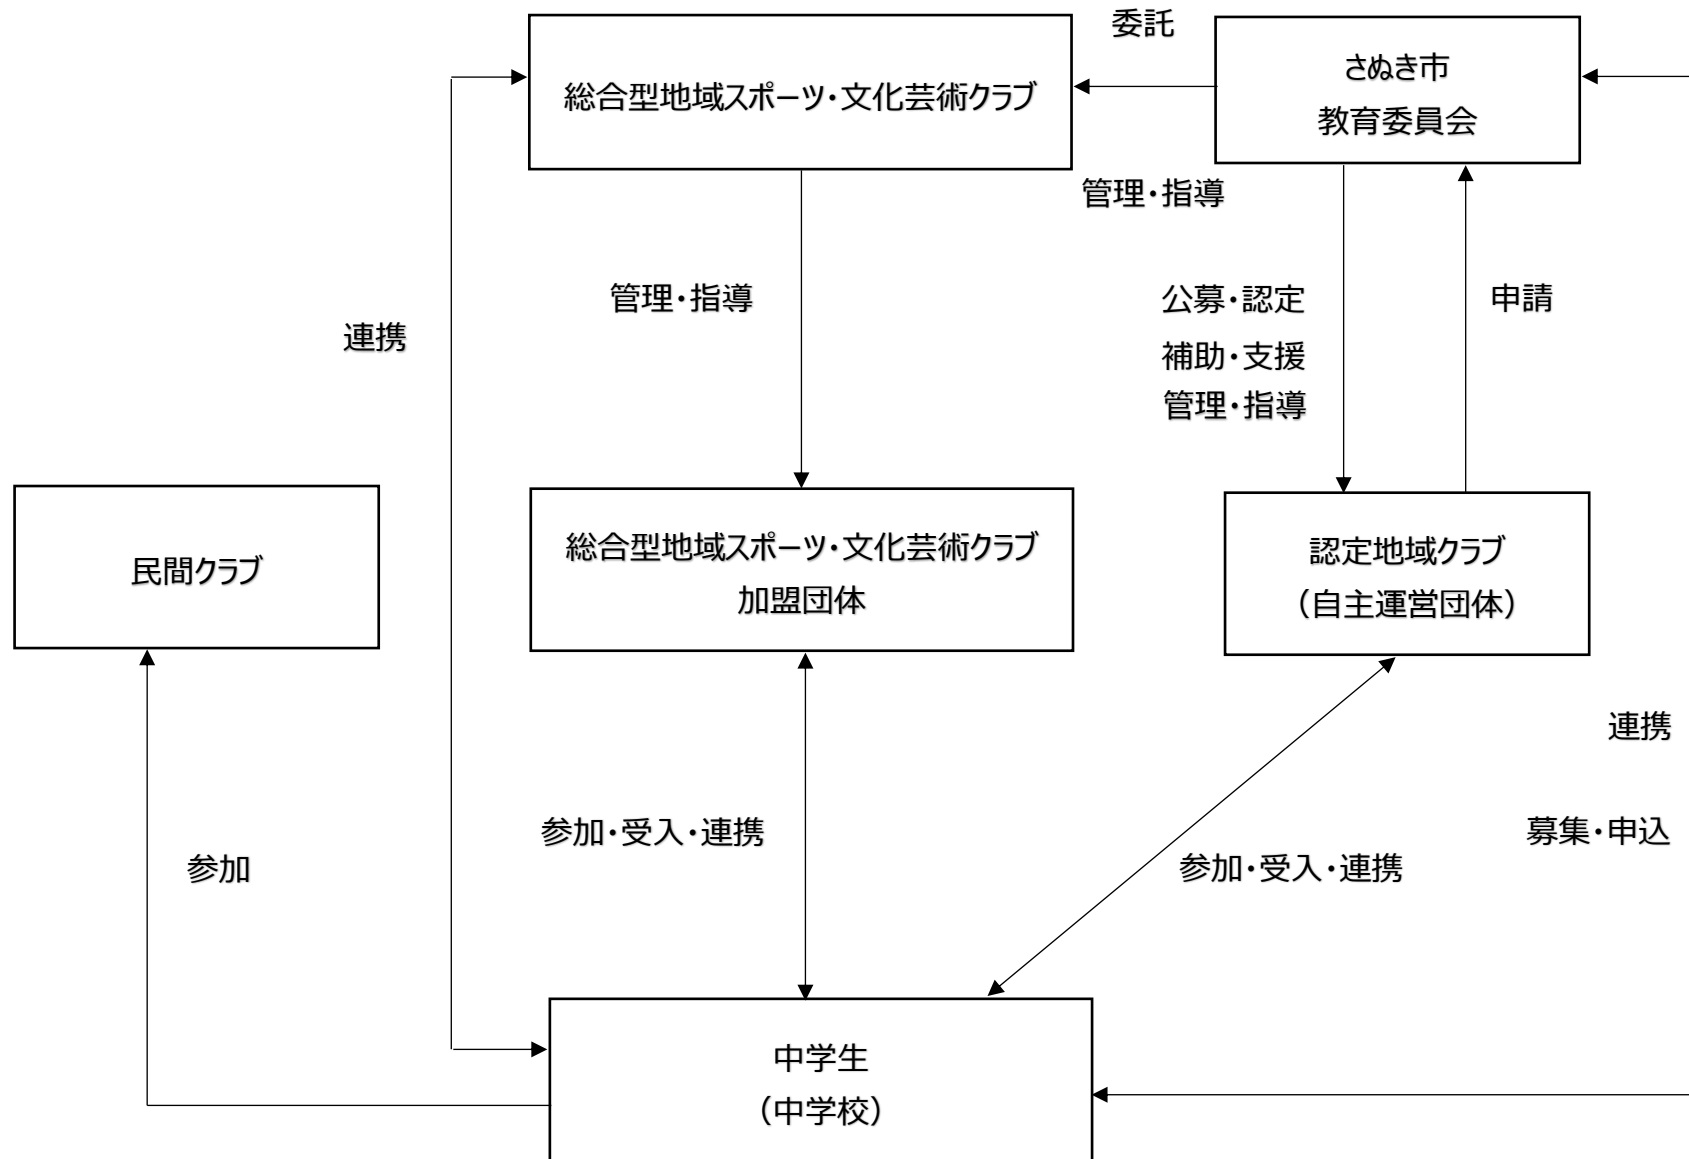 委託
総合型地域スポーツ・文化芸術クラブ
さぬき市
教育委員会
管理・指導
管理・指導
公募・認定
申請
連携
補助・支援
管理・指導
民間クラブ
総合型地域スポーツ・文化芸術クラブ
加盟団体
認定地域クラブ
（自主運営団体）
連携
参加・受入・連携
募集・申込
参加
参加・受入・連携
中学生
（中学校）